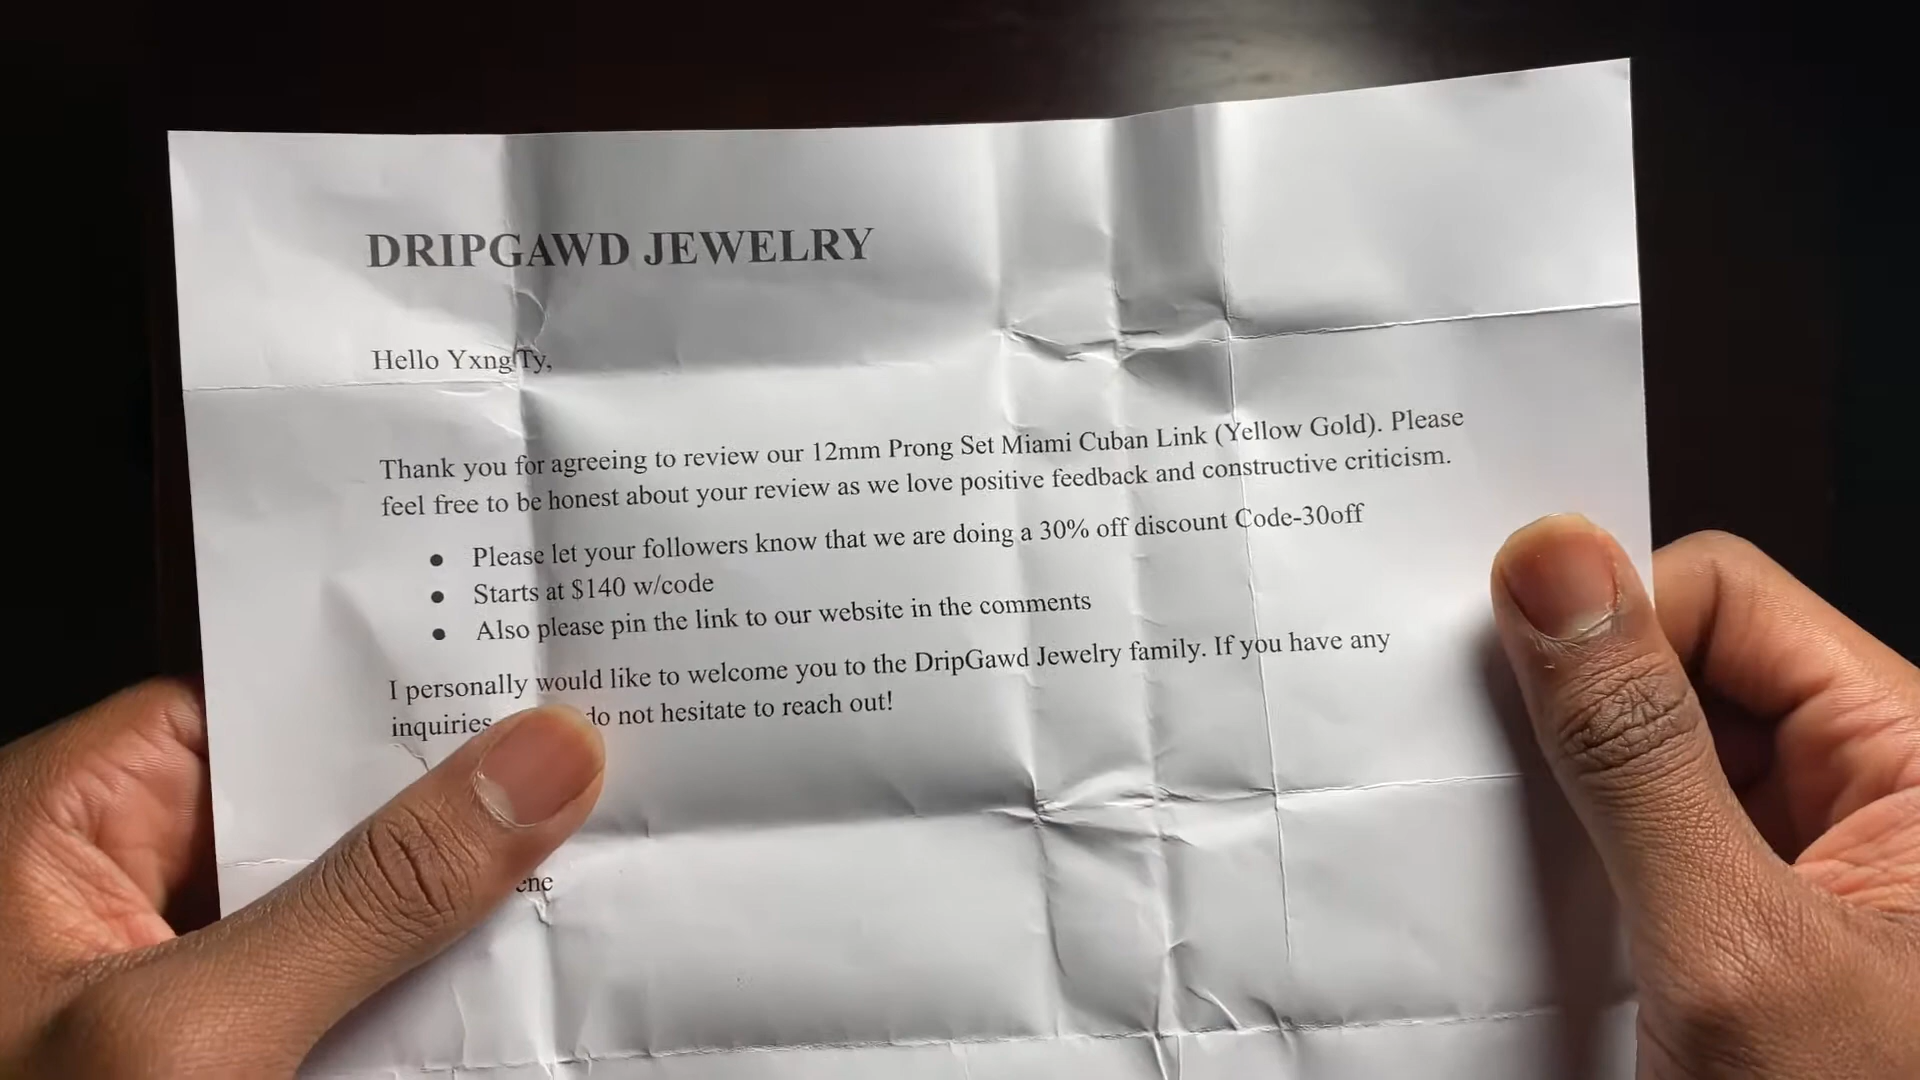 DRIPGAWD JEWELRY
Hello YxngTy,
Thank you for agreeing to review our 12mm Prong Set Miami Cuban Link (Yellow Gold). Please
feel free to be honest about your review as we love positive feedback and constructive criticism.
● Please let your followers know that we are doing a 30% off discount Code-30off
● Starts at $140 w/code
● Also please pin the link to our website in the comments
I personally would like to welcome you to the DripGawd Jewelry family. If you have any
inquiries do not hesitate to reach out!